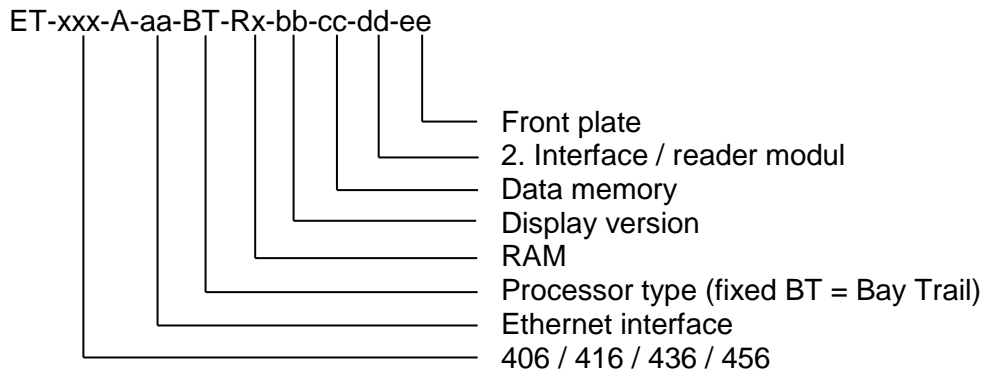 ET-xxx-A-aa-BT-Rx-bb-cc-dd-ee
Front plate
2. Interface / reader modul
Data memory
Display version
RAM
Processor type (fixed BT = Bay Trail)
Ethernet interface
406 / 416 / 436 / 456